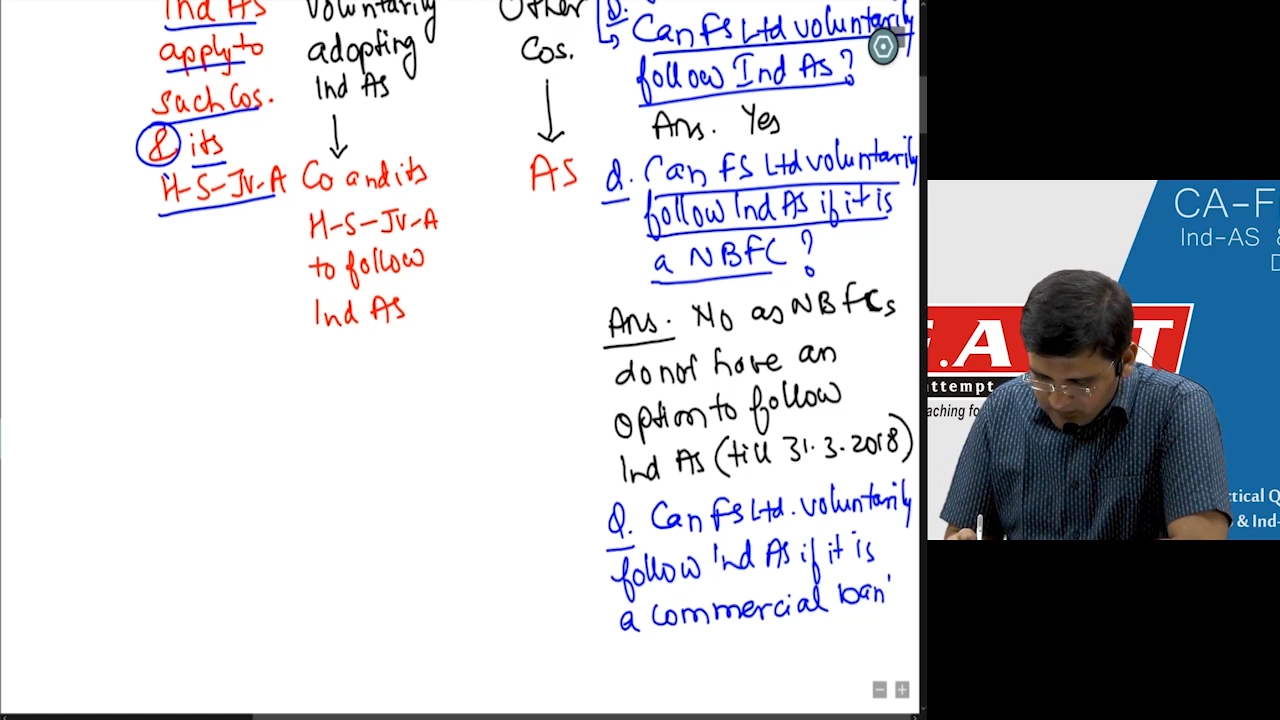 Ind AS
apply to
such Cos.
& its
H-S-JV-A
voluntarily
adopting
Ind AS
Co and its
H-S-JV-A
to follow
Ind AS
Other
Cos.
AS
Q.
Can FS Ltd voluntarily
follow Ind AS?
Ans. Yes
Q. Can FS Ltd voluntarily
follow Ind AS if it is
a NBFC?
Ans. No as NBFCs
do not have an
option to follow
Ind AS (till 31.3.2018)
Q. Can FS Ltd. voluntarily
follow Ind AS if it is
a commercial ban
CA-F
Ind-AS &
D
.A T
attempt
aching fo
tical Q
& Ind-